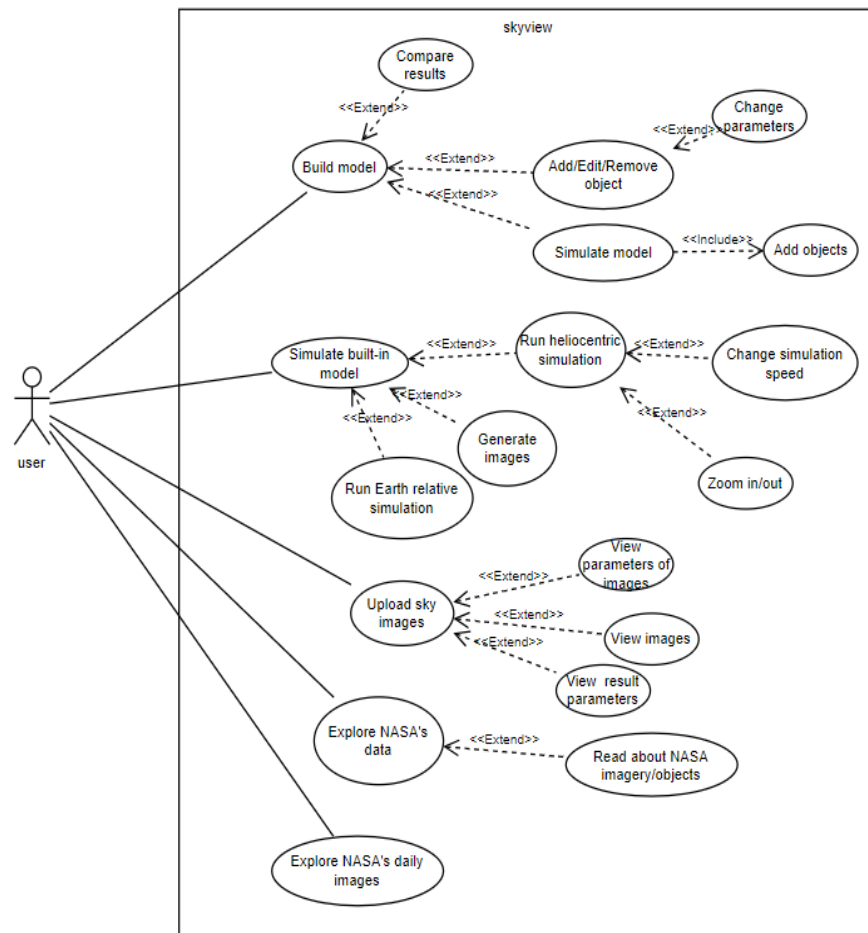 skyview
Compare
results
<<Extend>>
Change
parameters
<<Extend>>
Build model
<<Extend>>
Add/Edit/Remove
object
<<Extend>>
Simulate model
<<Include>>
Add objects
Simulate built-in
model
<<Extend>>
Run heliocentric
simulation
<<Extend>>
Change simulation
speed
<<Extend>>
<<Extend>>
<<Extend>>
Generate
images
Run Earth relative
simulation
Zoom in/out
user
View
parameters of
images
<<Extend>>
Upload sky
images
<<Extend>>
View images
<<Extend>>
View result
parameters
Explore NASA's
data
<<Extend>>
Read about NASA
imagery/objects
Explore NASA's daily
images